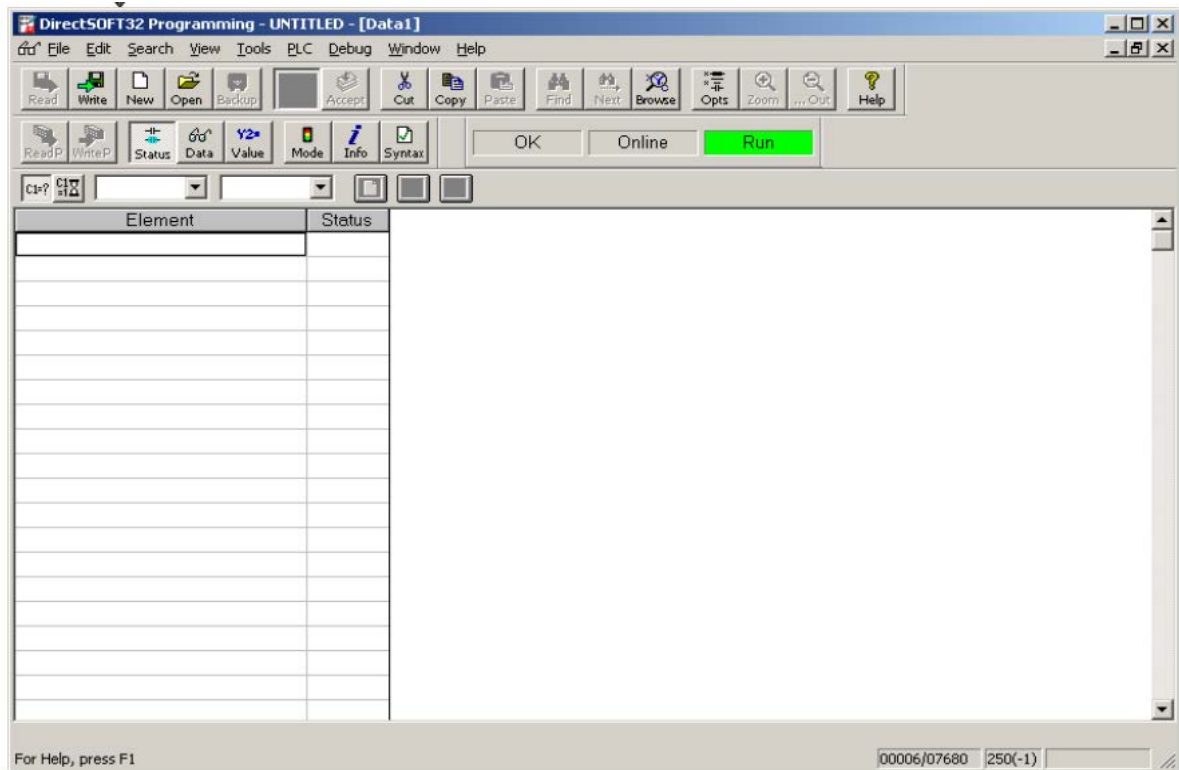 DirectSOFT32 Programming - UNTITLED - [Data1]
File Edit Search View Tools PLC Debug Window Help
Read Write New Open Backup Accept Cut Copy Paste Find Next Browse Opts Zoom ...Out Help
ReadP WriteP Status Data Y2= Value Mode Info Syntax OK Online Run
C1=?
Element Status
For Help, press F1 00006/07680 250(-1)